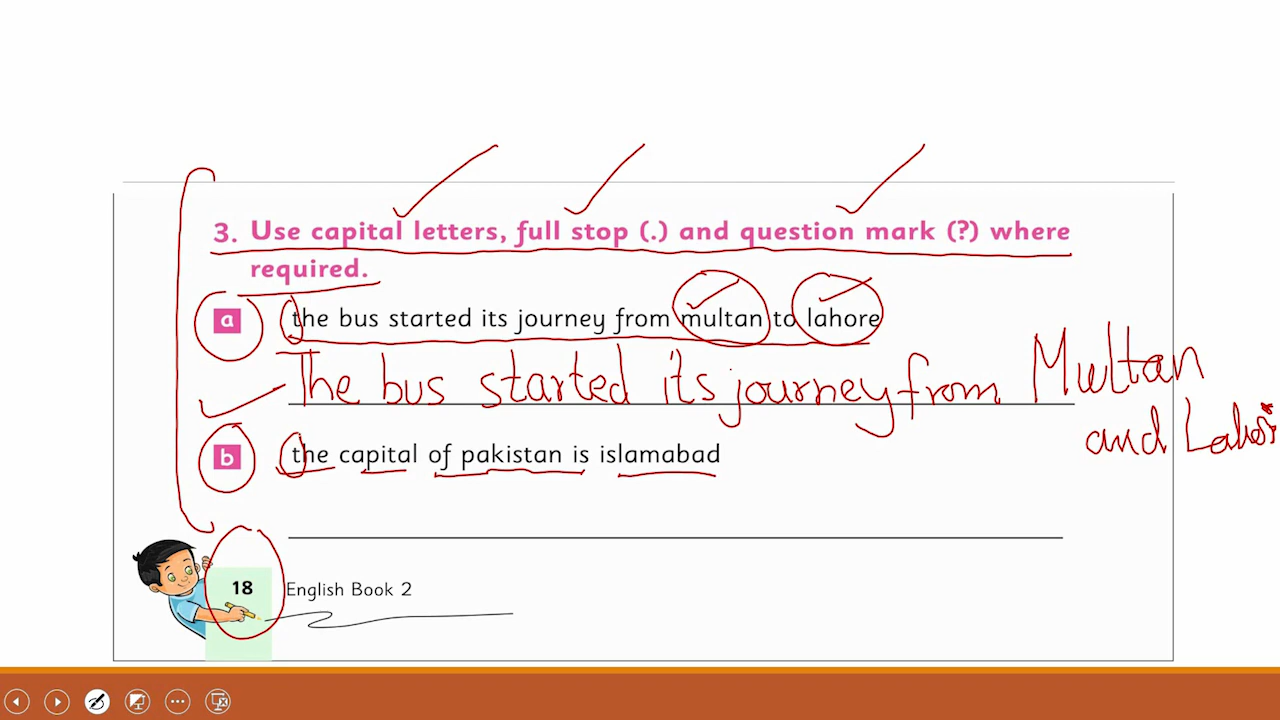 3. Use capital letters, full stop (.) and question mark (?) where
required.
a the bus started its journey from multan to lahore
The bus started its journey from Multan
and
b the capital of pakistan is islamabad
18 English Book 2